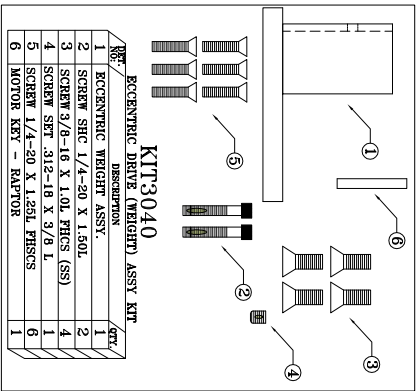 1
6
3
5
2
4
KIT3040
ECCENTRIC DRIVE (WEIGHT) ASSY KIT
DET. NO: DESCRIPTION QTY.
1 ECCENTRIC WEIGHT ASSY. 1
2 SCREW SHC 1/4-20 X 1.50L 2
3 SCREW 3/8-16 X 1.0L FHCS (SS) 4
4 SCREW SET .312-18 X 3/8 L 1
5 SCREW 1/4-20 X 1.25L FHSCS 6
6 MOTOR KEY - RAPTOR 1